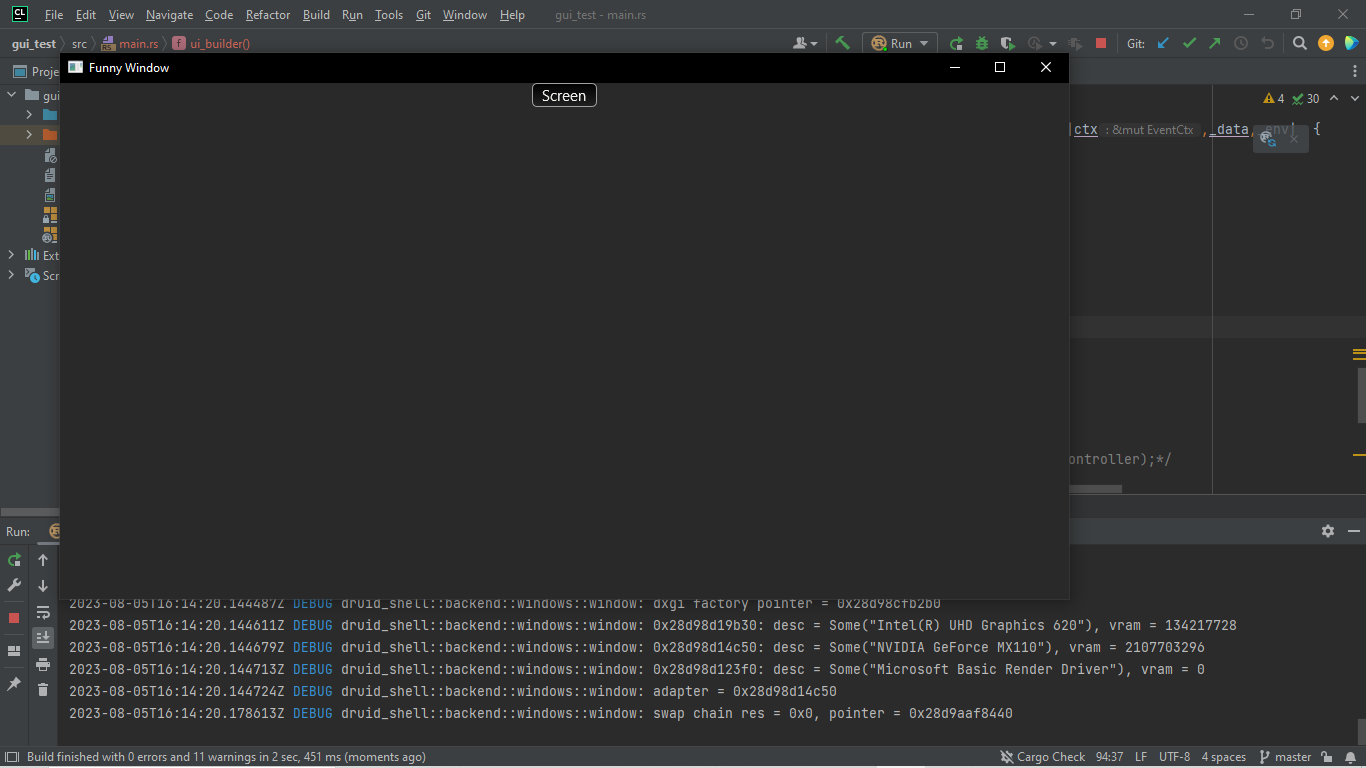 CL File Edit View Navigate Code Refactor Build Run Tools Git Window Help gui_test - main.rs
gui_test src main.rs f ui_builder() Run Git:
Proje
Funny Window
Screen
gui
4 30
ctx : &mut EventCtx ,_data, _env| {
Ext
Scr
ontroller);*/
Run:
2023-08-05T16:14:20.144487Z DEBUG druid_shell::backend::windows::window: dxgi factory pointer = 0x28d98cfb2b0
2023-08-05T16:14:20.144611Z DEBUG druid_shell::backend::windows::window: 0x28d98d19b30: desc = Some("Intel(R) UHD Graphics 620"), vram = 134217728
2023-08-05T16:14:20.144679Z DEBUG druid_shell::backend::windows::window: 0x28d98d14c50: desc = Some("NVIDIA GeForce MX110"), vram = 2107703296
2023-08-05T16:14:20.144713Z DEBUG druid_shell::backend::windows::window: 0x28d98d123f0: desc = Some("Microsoft Basic Render Driver"), vram = 0
2023-08-05T16:14:20.144724Z DEBUG druid_shell::backend::windows::window: adapter = 0x28d98d14c50
2023-08-05T16:14:20.178613Z DEBUG druid_shell::backend::windows::window: swap chain res = 0x0, pointer = 0x28d9aaf8440
Build finished with 0 errors and 11 warnings in 2 sec, 451 ms (moments ago) Cargo Check 94:37 LF UTF-8 4 spaces master